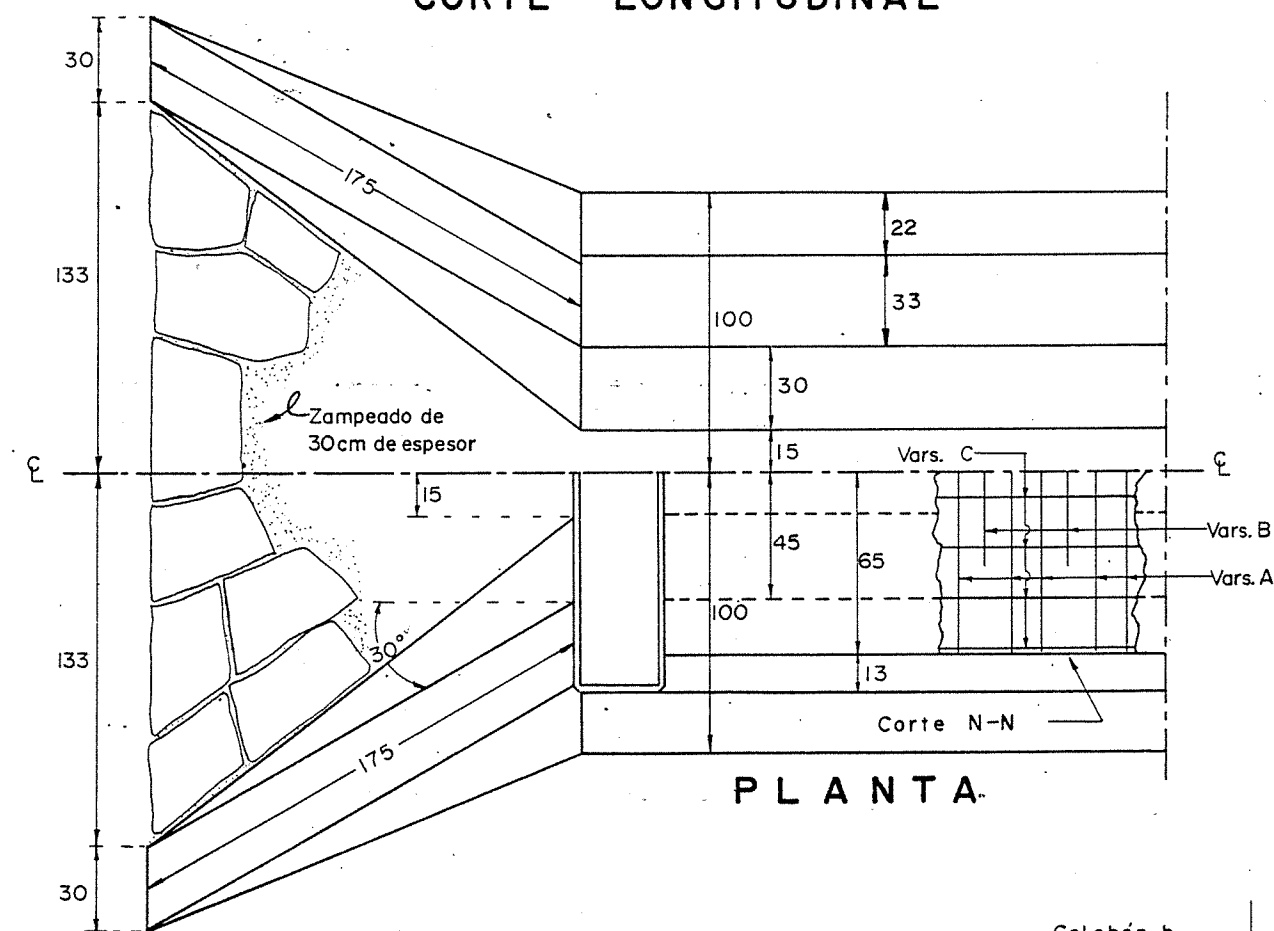 CORTE LONGITUDINAL
30
133
175
22
33
100
30
15
Zampeado de
30cm de espesor
℄
℄
Vars. C
15
45
65
Vars. B
Vars. A
100
30°
133
13
Corte N-N
175
PLANTA
30